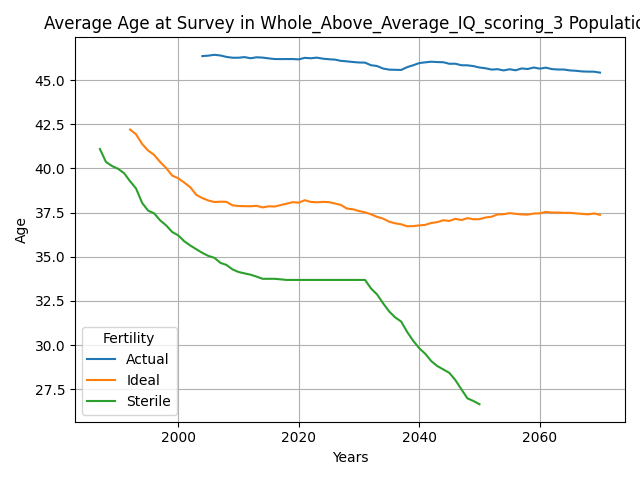 Average Age at Survey in Whole_Above_Average_IQ_scoring_3 Populatio
45.0
42.5
40.0
37.5
35.0
32.5
30.0
27.5
Age
Fertility
Actual
Ideal
Sterile
2000
2020
2040
2060
Years